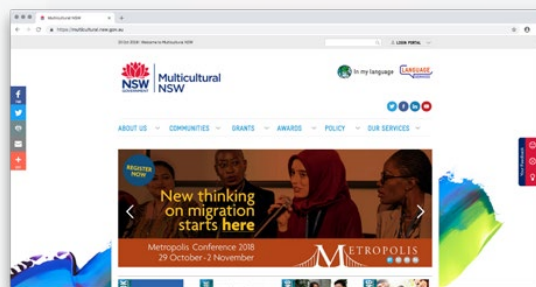 Multicultural NSW
https://multicultural.nsw.gov.au
Welcome to Multicultural NSW
LOGIN PORTAL
NSW
GOVERNMENT
Multicultural
NSW
In my language
LANGUAGE
ABOUT US
COMMUNITIES
GRANTS
AWARDS
POLICY
OUR SERVICES
Your Feedback
REGISTER
NOW
New thinking
on migration
starts here
Metropolis Conference 2018
29 October-2 November
METROPOLIS